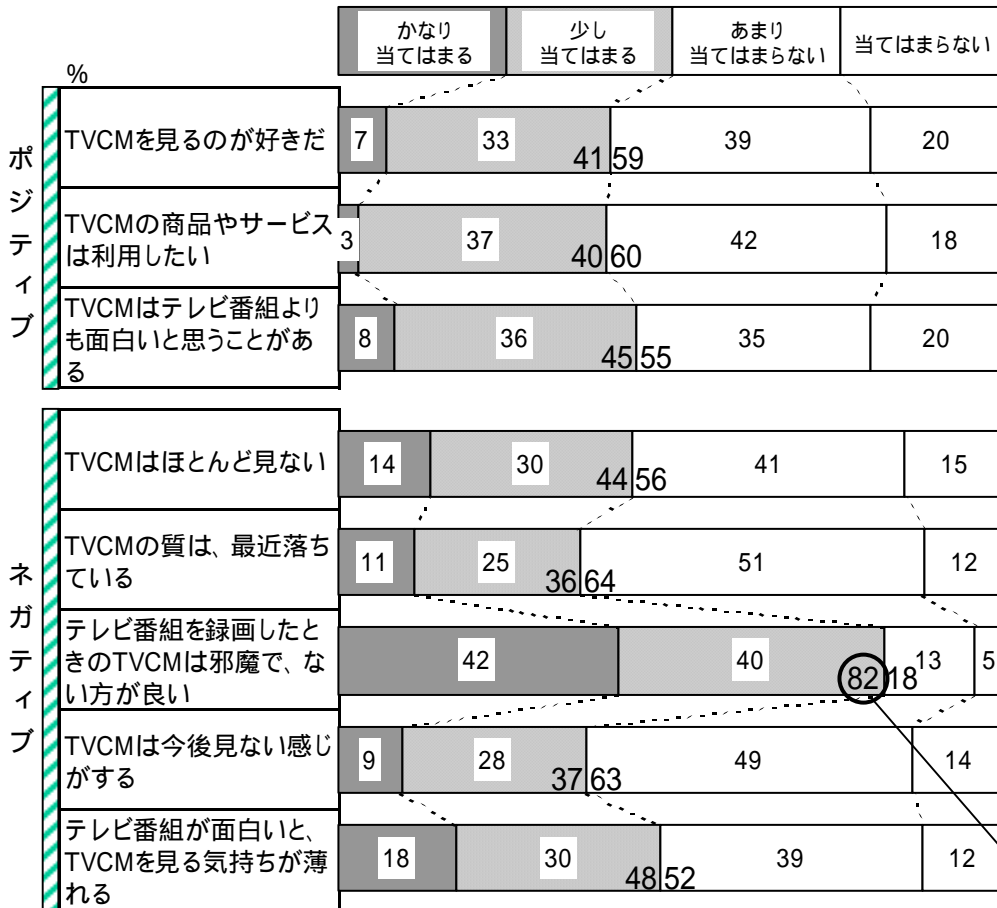 かなり
当てはまる
少し
当てはまる
あまり
当てはまらない
当てはまらない
%
ポジティブ
TVCMを見るのが好きだ
7 33 41 59 39 20
TVCMの商品やサービス
は利用したい
3 37 40 60 42 18
TVCMはテレビ番組より
も面白いと思うことがあ
る
8 36 45 55 35 20
ネガティブ
TVCMはほとんど見ない
14 30 44 56 41 15
TVCMの質は、最近落ち
ている
11 25 36 64 51 12
テレビ番組を録画したと
きのTVCMは邪魔で、な
い方が良い
42 40 82 18 13 5
TVCMは今後見ない感じ
がする
9 28 37 63 49 14
テレビ番組が面白いと、
TVCMを見る気持ちが薄
れる
18 30 48 52 39 12